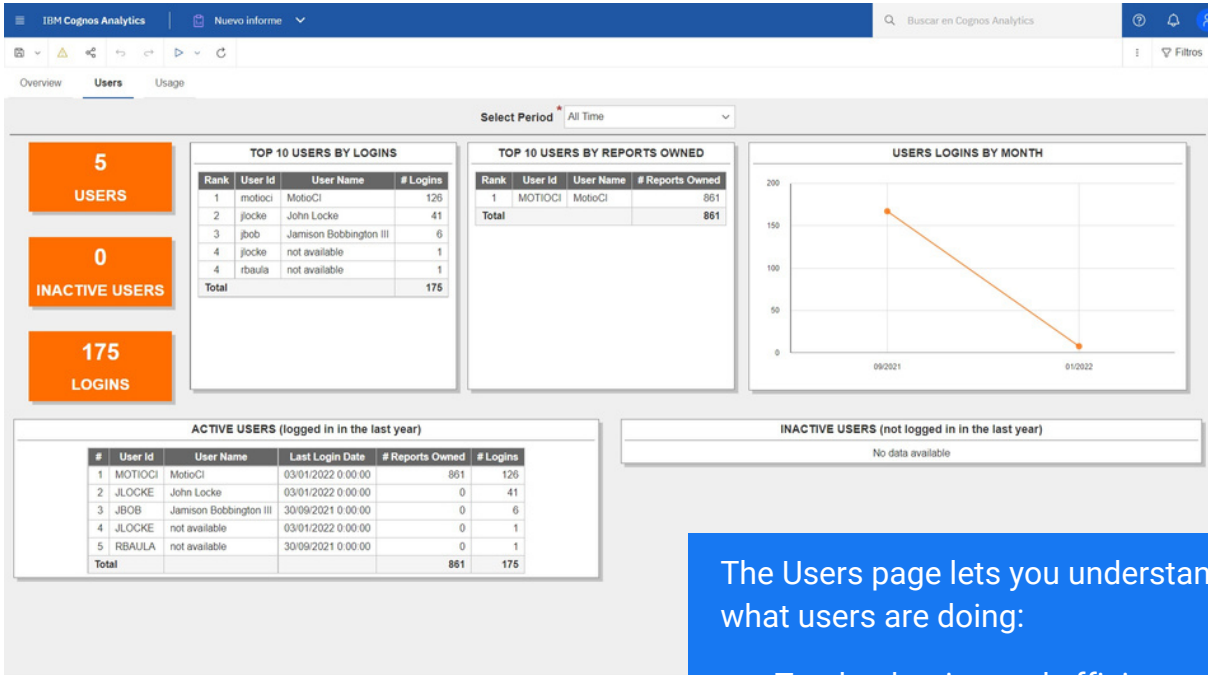 IBM Cognos Analytics
Nuevo informe
Buscar en Cognos Analytics
Filtros
Overview Users Usage
Select Period * All Time
5
USERS
0
INACTIVE USERS
175
LOGINS
TOP 10 USERS BY LOGINS
Rank User Id User Name # Logins
1 motioci MotioCI 126
2 jlocke John Locke 41
3 jbob Jamison Bobbington III 6
4 jlocke not available 1
4 rbaula not available 1
Total 175
TOP 10 USERS BY REPORTS OWNED
Rank User Id User Name # Reports Owned
1 MOTIOCI MotioCI 861
Total 861
USERS LOGINS BY MONTH
200
150
100
50
0
09/2021 01/2022
ACTIVE USERS (logged in in the last year)
# User Id User Name Last Login Date # Reports Owned # Logins
1 MOTIOCI MotioCI 03/01/2022 0:00:00 861 126
2 JLOCKE John Locke 03/01/2022 0:00:00 0 41
3 JBOB Jamison Bobbington III 30/09/2021 0:00:00 0 6
4 JLOCKE not available 03/01/2022 0:00:00 0 1
5 RBAULA not available 30/09/2021 0:00:00 0 1
Total 861 175
INACTIVE USERS (not logged in in the last year)
No data available
The Users page lets you understan
what users are doing: